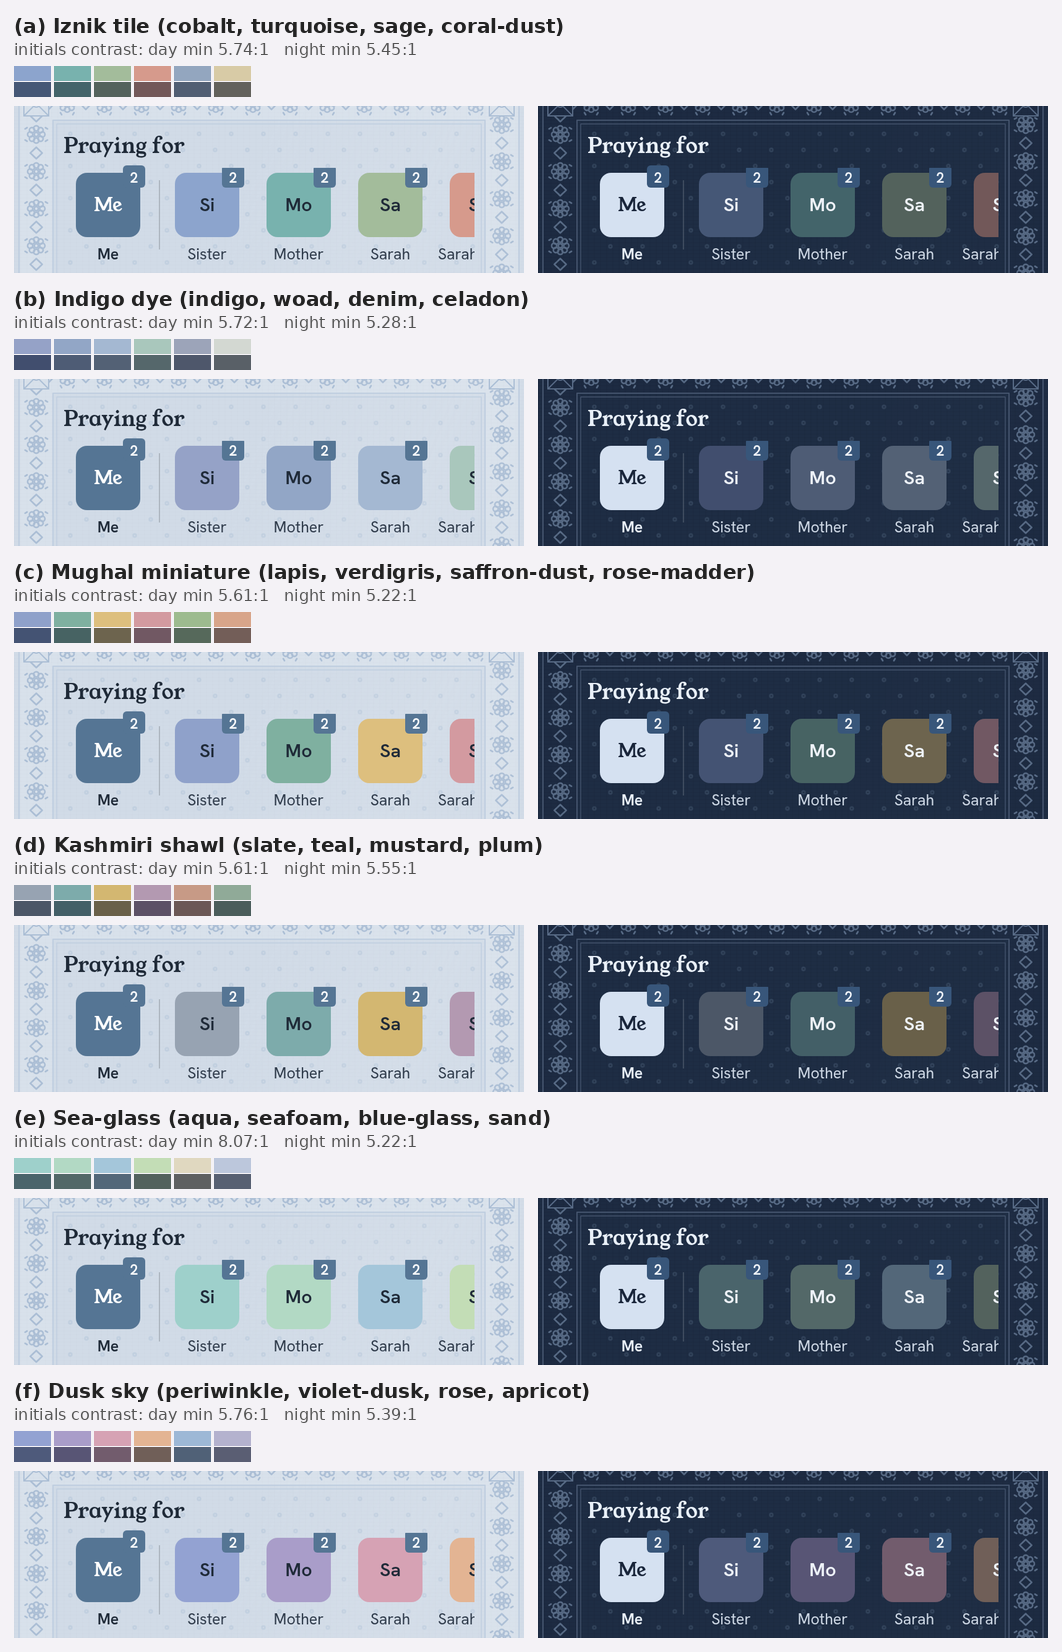 (a) Iznik tile (cobalt, turquoise, sage, coral-dust)
initials contrast: day min 5.74:1 night min 5.45:1
Praying for Praying for
2 2 2 2 2 2 2 2
Me Si Mo Sa S Me Si Mo Sa S
Me Sister Mother Sarah Sarah Me Sister Mother Sarah Sarah
(b) Indigo dye (indigo, woad, denim, celadon)
initials contrast: day min 5.72:1 night min 5.28:1
Praying for Praying for
2 2 2 2 2 2 2 2
Me Si Mo Sa S Me Si Mo Sa S
Me Sister Mother Sarah Sarah Me Sister Mother Sarah Sarah
(c) Mughal miniature (lapis, verdigris, saffron-dust, rose-madder)
initials contrast: day min 5.61:1 night min 5.22:1
Praying for Praying for
2 2 2 2 2 2 2 2
Me Si Mo Sa S Me Si Mo Sa S
Me Sister Mother Sarah Sarah Me Sister Mother Sarah Sarah
(d) Kashmiri shawl (slate, teal, mustard, plum)
initials contrast: day min 5.61:1 night min 5.55:1
Praying for Praying for
2 2 2 2 2 2 2 2
Me Si Mo Sa S Me Si Mo Sa S
Me Sister Mother Sarah Sarah Me Sister Mother Sarah Sarah
(e) Sea-glass (aqua, seafoam, blue-glass, sand)
initials contrast: day min 8.07:1 night min 5.22:1
Praying for Praying for
2 2 2 2 2 2 2 2
Me Si Mo Sa S Me Si Mo Sa S
Me Sister Mother Sarah Sarah Me Sister Mother Sarah Sarah
(f) Dusk sky (periwinkle, violet-dusk, rose, apricot)
initials contrast: day min 5.76:1 night min 5.39:1
Praying for Praying for
2 2 2 2 2 2 2 2
Me Si Mo Sa S Me Si Mo Sa S
Me Sister Mother Sarah Sarah Me Sister Mother Sarah Sarah